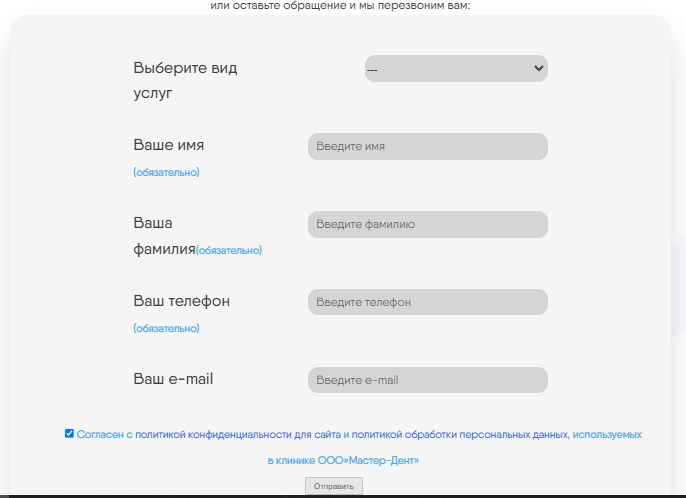 или оставьте обращение и мы перезвоним вам:
Выберите вид
---
услуг
Ваше имя
Введите имя
(обязательно)
Ваша
Введите фамилию
фамилия(обязательно)
Ваш телефон
Введите телефон
(обязательно)
Ваш e-mail
Введите e-mail
Согласен с политикой конфиденциальности для сайта и политикой обработки персональных данных, используемых
в клинике ООО»Мастер-Дент»
Отправить